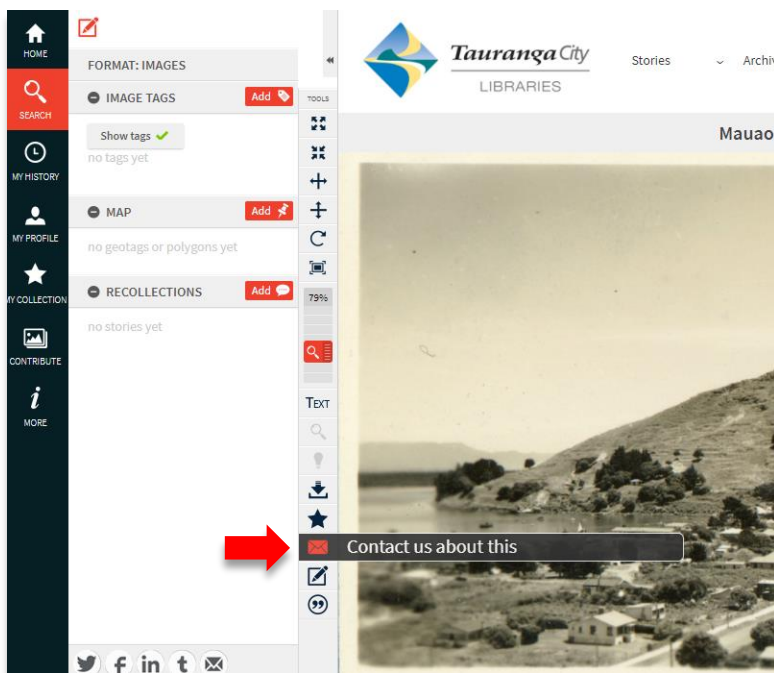 HOME
SEARCH
MY HISTORY
MY PROFILE
MY COLLECTION
CONTRIBUTE
i
MORE
FORMAT: IMAGES
IMAGE TAGS
Add
Show tags
no tags yet
MAP
Add
no geotags or polygons yet
RECOLLECTIONS
Add
no stories yet
f in t
TOOLS
79%
TEXT
Contact us about this
Tauranga City
LIBRARIES
Stories
Archiv
Mauao